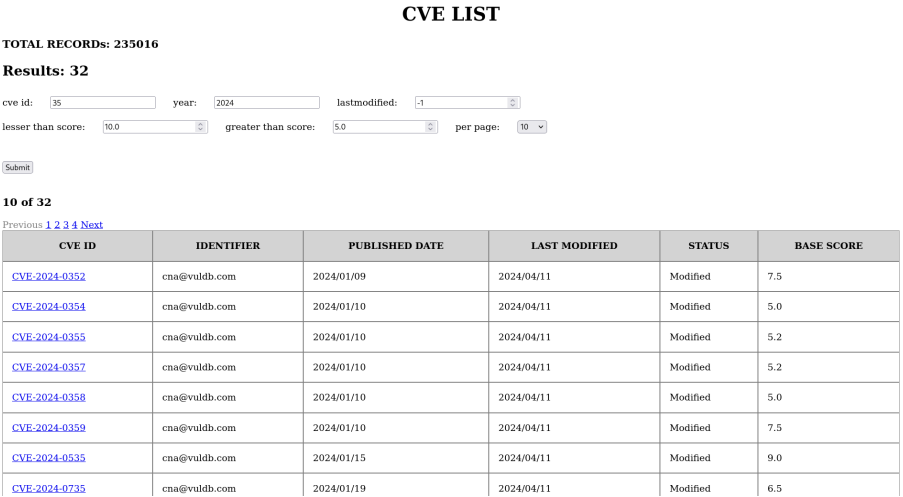 CVE LIST
TOTAL RECORDs: 235016
Results: 32
cve id: 35 year: 2024 lastmodified: -1
lesser than score: 10.0 greater than score: 5.0 per page: 10
Submit
10 of 32
Previous 1 2 3 4 Next
CVE ID IDENTIFIER PUBLISHED DATE LAST MODIFIED STATUS BASE SCORE
CVE-2024-0352 cna@vuldb.com 2024/01/09 2024/04/11 Modified 7.5
CVE-2024-0354 cna@vuldb.com 2024/01/10 2024/04/11 Modified 5.0
CVE-2024-0355 cna@vuldb.com 2024/01/10 2024/04/11 Modified 5.2
CVE-2024-0357 cna@vuldb.com 2024/01/10 2024/04/11 Modified 5.2
CVE-2024-0358 cna@vuldb.com 2024/01/10 2024/04/11 Modified 5.0
CVE-2024-0359 cna@vuldb.com 2024/01/10 2024/04/11 Modified 7.5
CVE-2024-0535 cna@vuldb.com 2024/01/15 2024/04/11 Modified 9.0
CVE-2024-0735 cna@vuldb.com 2024/01/19 2024/04/11 Modified 6.5